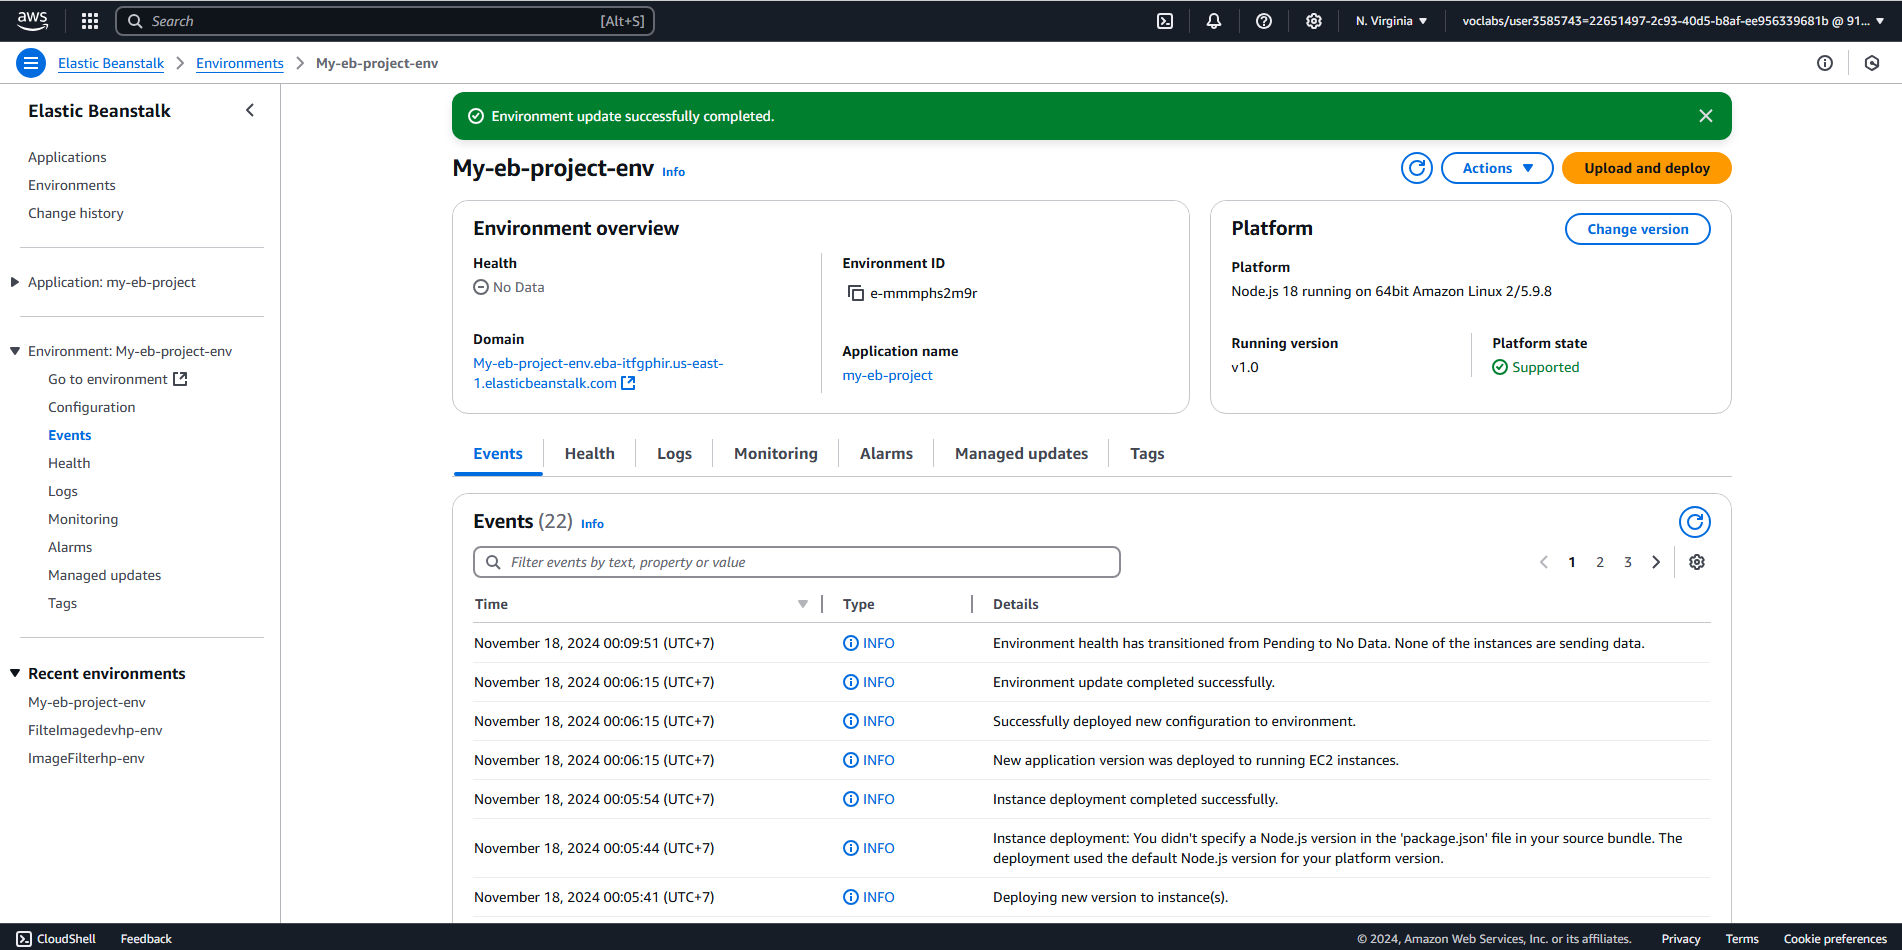 aws
Search [Alt+S]
N. Virginia
voclabs/user3585743=22651497-2c93-40d5-b8af-ee956339681b @ 91...
Elastic Beanstalk
Environments
My-eb-project-env
Elastic Beanstalk
Applications
Environments
Change history
Application: my-eb-project
Environment: My-eb-project-env
Go to environment
Configuration
Events
Health
Logs
Monitoring
Alarms
Managed updates
Tags
Recent environments
My-eb-project-env
FilteImagedevhp-env
ImageFilterhp-env
Environment update successfully completed.
My-eb-project-env Info
Actions
Upload and deploy
Environment overview
Health
No Data
Domain
My-eb-project-env.eba-itfgphir.us-east-
1.elasticbeanstalk.com
Environment ID
e-mmmphs2m9r
Application name
my-eb-project
Platform
Change version
Platform
Node.js 18 running on 64bit Amazon Linux 2/5.9.8
Running version
v1.0
Platform state
Supported
Events Health Logs Monitoring Alarms Managed updates Tags
Events (22) Info
Filter events by text, property or value
1 2 3
Time Type Details
November 18, 2024 00:09:51 (UTC+7) INFO Environment health has transitioned from Pending to No Data. None of the instances are sending data.
November 18, 2024 00:06:15 (UTC+7) INFO Environment update completed successfully.
November 18, 2024 00:06:15 (UTC+7) INFO Successfully deployed new configuration to environment.
November 18, 2024 00:06:15 (UTC+7) INFO New application version was deployed to running EC2 instances.
November 18, 2024 00:05:54 (UTC+7) INFO Instance deployment completed successfully.
November 18, 2024 00:05:44 (UTC+7) INFO Instance deployment: You didn't specify a Node.js version in the 'package.json' file in your source bundle. The
deployment used the default Node.js version for your platform version.
November 18, 2024 00:05:41 (UTC+7) INFO Deploying new version to instance(s).
CloudShell Feedback
© 2024, Amazon Web Services, Inc. or its affiliates. Privacy Terms Cookie preferences